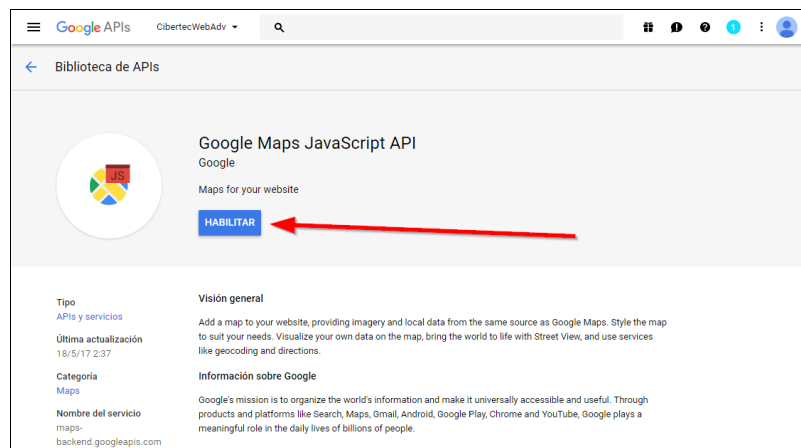 Google APIs CibertecWebAdv 1
Biblioteca de APIs
JS
Google Maps JavaScript API
Google
Maps for your website
HABILITAR
Tipo
APIs y servicios
Última actualización
18/5/17 2:37
Categoría
Maps
Nombre del servicio
maps-
backend.googleapis.com
Visión general
Add a map to your website, providing imagery and local data from the same source as Google Maps. Style the map
to suit your needs. Visualize your own data on the map, bring the world to life with Street View, and use services
like geocoding and directions.
Información sobre Google
Google's mission is to organize the world's information and make it universally accessible and useful. Through
products and platforms like Search, Maps, Gmail, Android, Google Play, Chrome and YouTube, Google plays a
meaningful role in the daily lives of billions of people.